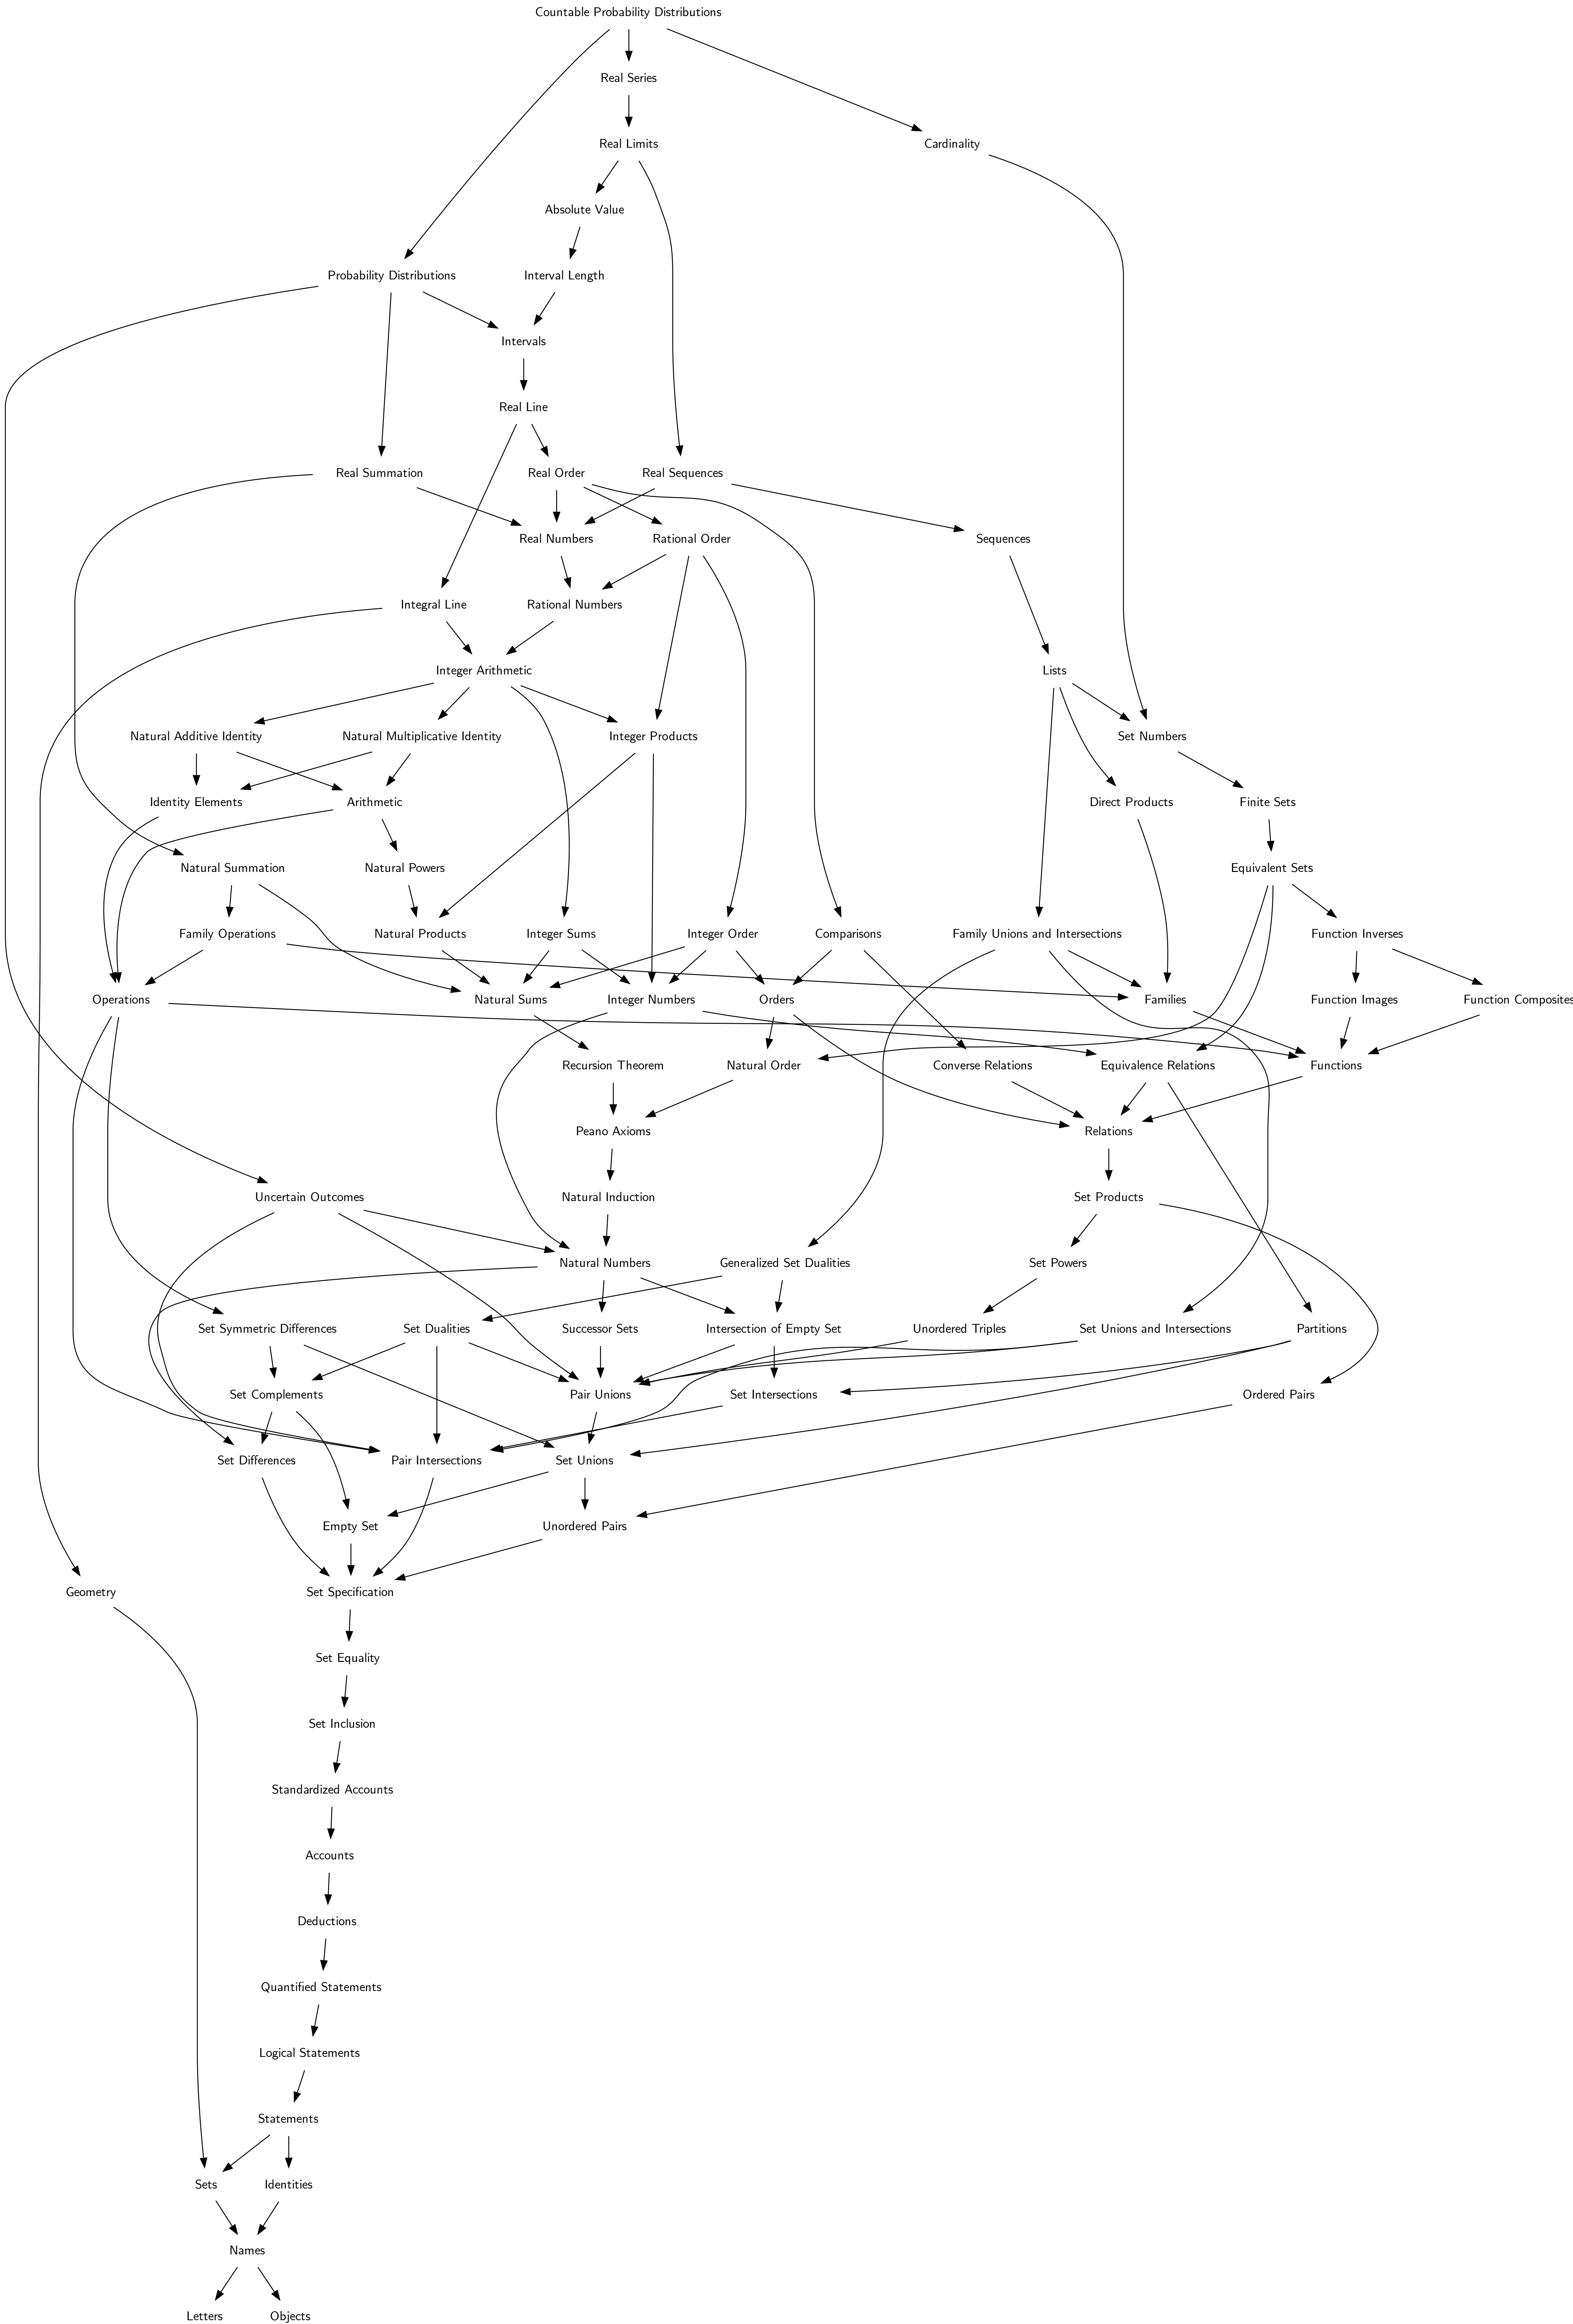 Countable Probability Distributions
Real Series
Real Limits
Cardinality
Absolute Value
Probability Distributions
Interval Length
Intervals
Real Line
Real Summation
Real Order
Real Sequences
Real Numbers
Rational Order
Sequences
Integral Line
Rational Numbers
Integer Arithmetic
Lists
Natural Additive Identity
Natural Multiplicative Identity
Integer Products
Set Numbers
Identity Elements
Arithmetic
Direct Products
Finite Sets
Natural Summation
Natural Powers
Equivalent Sets
Family Operations
Natural Products
Integer Sums
Integer Order
Comparisons
Family Unions and Intersections
Function Inverses
Operations
Natural Sums
Integer Numbers
Orders
Families
Function Images
Function Composites
Recursion Theorem
Natural Order
Converse Relations
Equivalence Relations
Functions
Peano Axioms
Relations
Uncertain Outcomes
Natural Induction
Set Products
Natural Numbers
Generalized Set Dualities
Set Powers
Set Symmetric Differences
Set Dualities
Successor Sets
Intersection of Empty Set
Unordered Triples
Set Unions and Intersections
Partitions
Set Complements
Pair Unions
Set Intersections
Ordered Pairs
Set Differences
Pair Intersections
Set Unions
Empty Set
Unordered Pairs
Geometry
Set Specification
Set Equality
Set Inclusion
Standardized Accounts
Accounts
Deductions
Quantified Statements
Logical Statements
Statements
Sets
Identities
Names
Letters
Objects